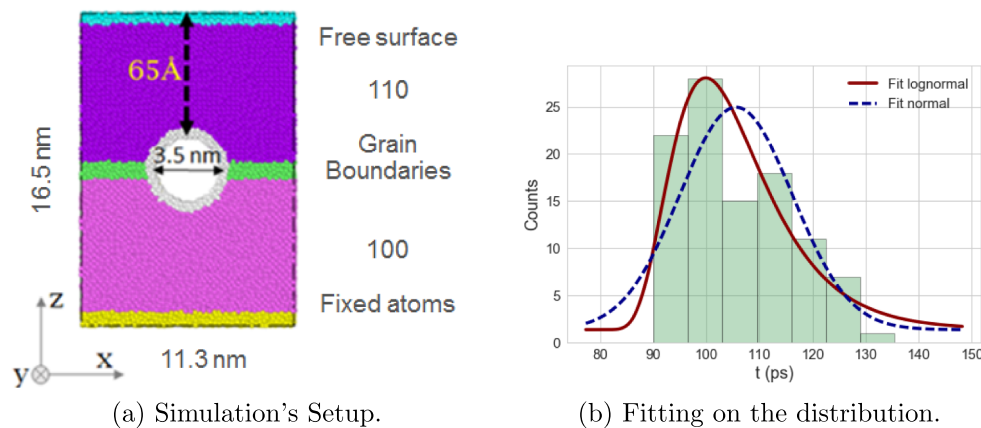 Free surface
65Å
110
3.5 nm
Grain
Boundaries
16.5 nm
100
Fixed atoms
z
y
x
11.3 nm
(a) Simulation's Setup.
Fit lognormal
Fit normal
25
20
15
10
5
0
Counts
80 90 100 110 120 130 140 150
t (ps)
(b) Fitting on the distribution.